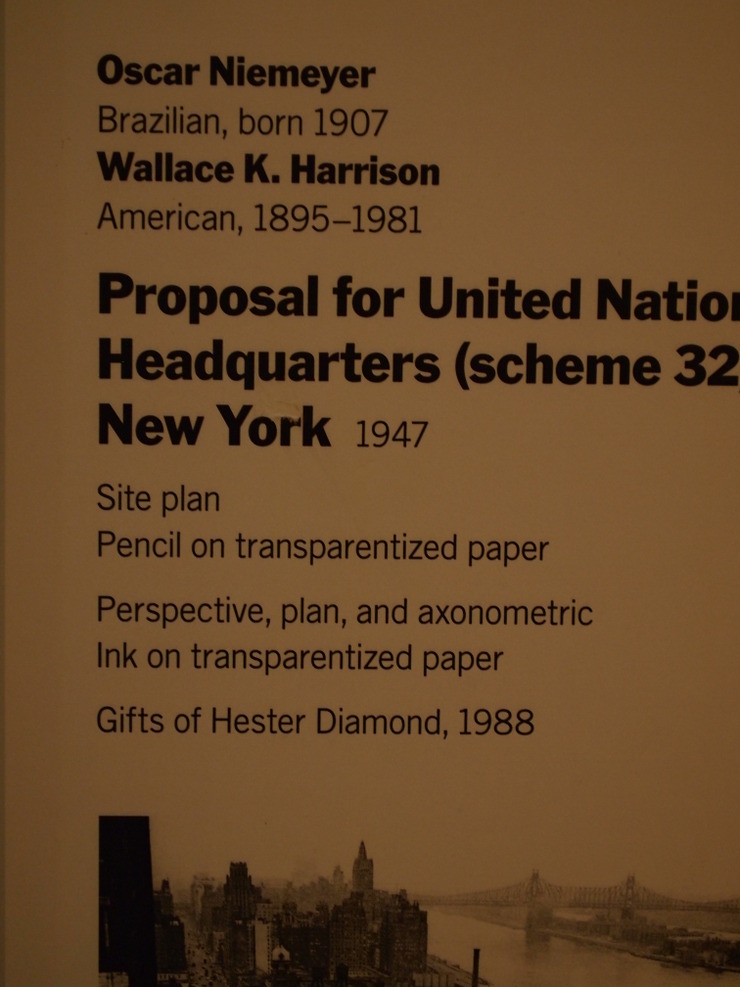 Oscar Niemeyer
Brazilian, born 1907
Wallace K. Harrison
American, 1895–1981
Proposal for United Nation
Headquarters (scheme 32,
New York 1947
Site plan
Pencil on transparentized paper
Perspective, plan, and axonometric
Ink on transparentized paper
Gifts of Hester Diamond, 1988